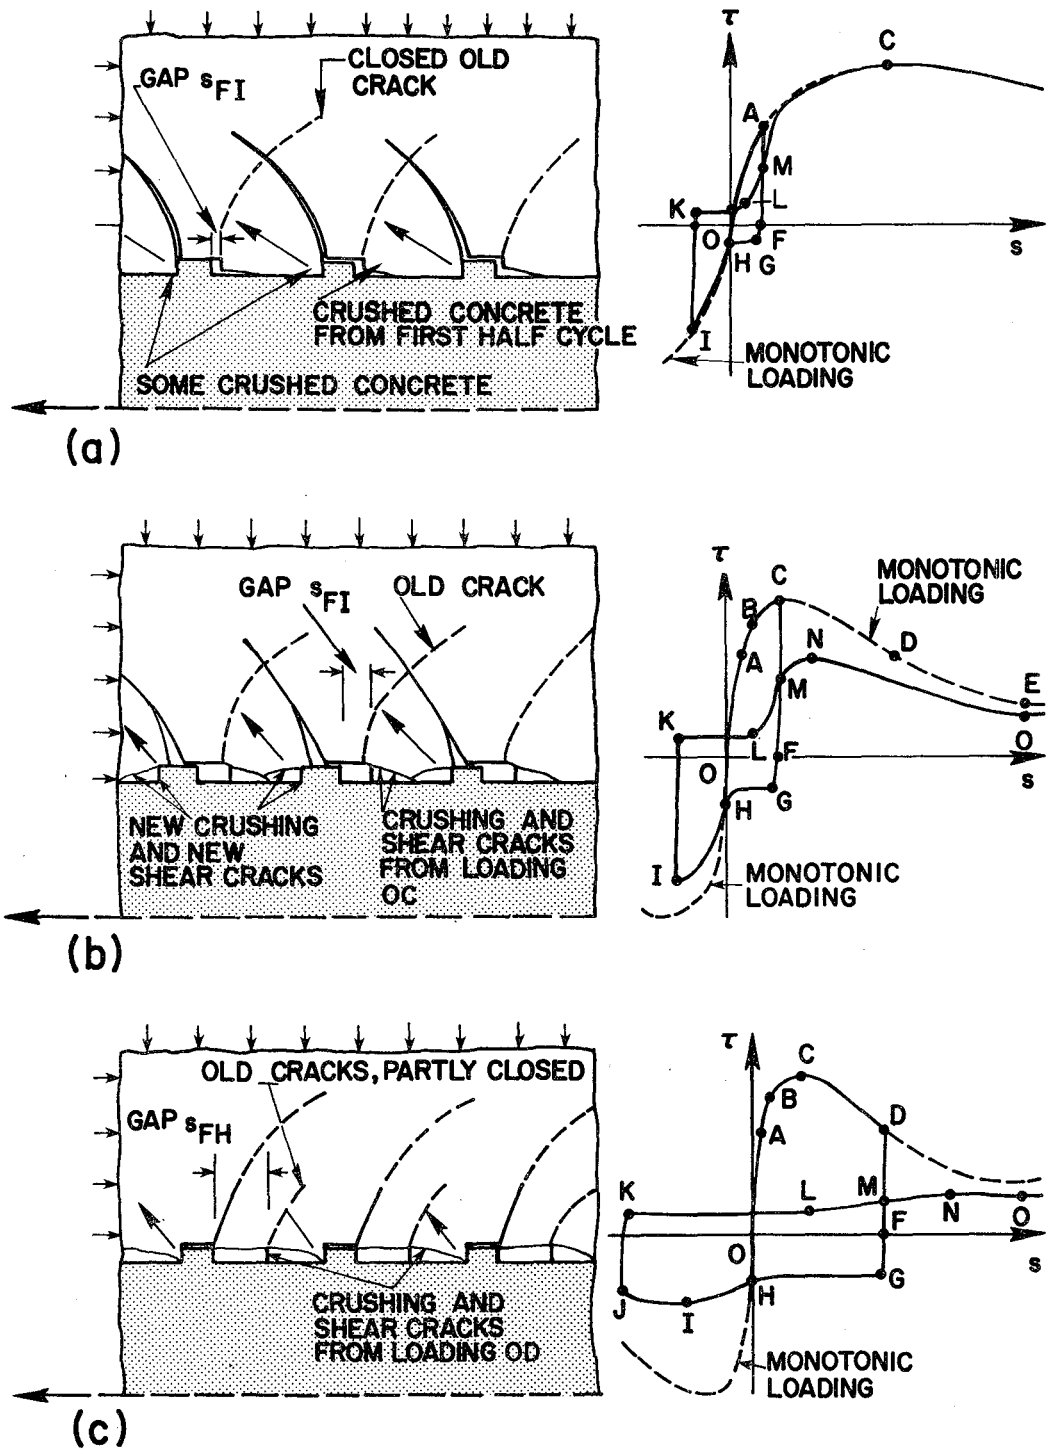 GAP sFI
CLOSED OLD
CRACK
CRUSHED CONCRETE
FROM FIRST HALF CYCLE
SOME CRUSHED CONCRETE
(a)
τ
C
A
M
K
L
O
F
s
H
G
I
MONOTONIC
LOADING
GAP sFI
OLD CRACK
NEW CRUSHING
AND NEW
SHEAR CRACKS
CRUSHING AND
SHEAR CRACKS
FROM LOADING
OC
(b)
τ
C
MONOTONIC
LOADING
B
N
D
A
M
E
K
L
F
O
O
s
H
G
I
MONOTONIC
LOADING
OLD CRACKS, PARTLY CLOSED
GAP sFH
CRUSHING AND
SHEAR CRACKS
FROM LOADING OD
(c)
τ
C
B
D
A
K
L
M
F
N
O
O
s
G
H
J
I
MONOTONIC
LOADING